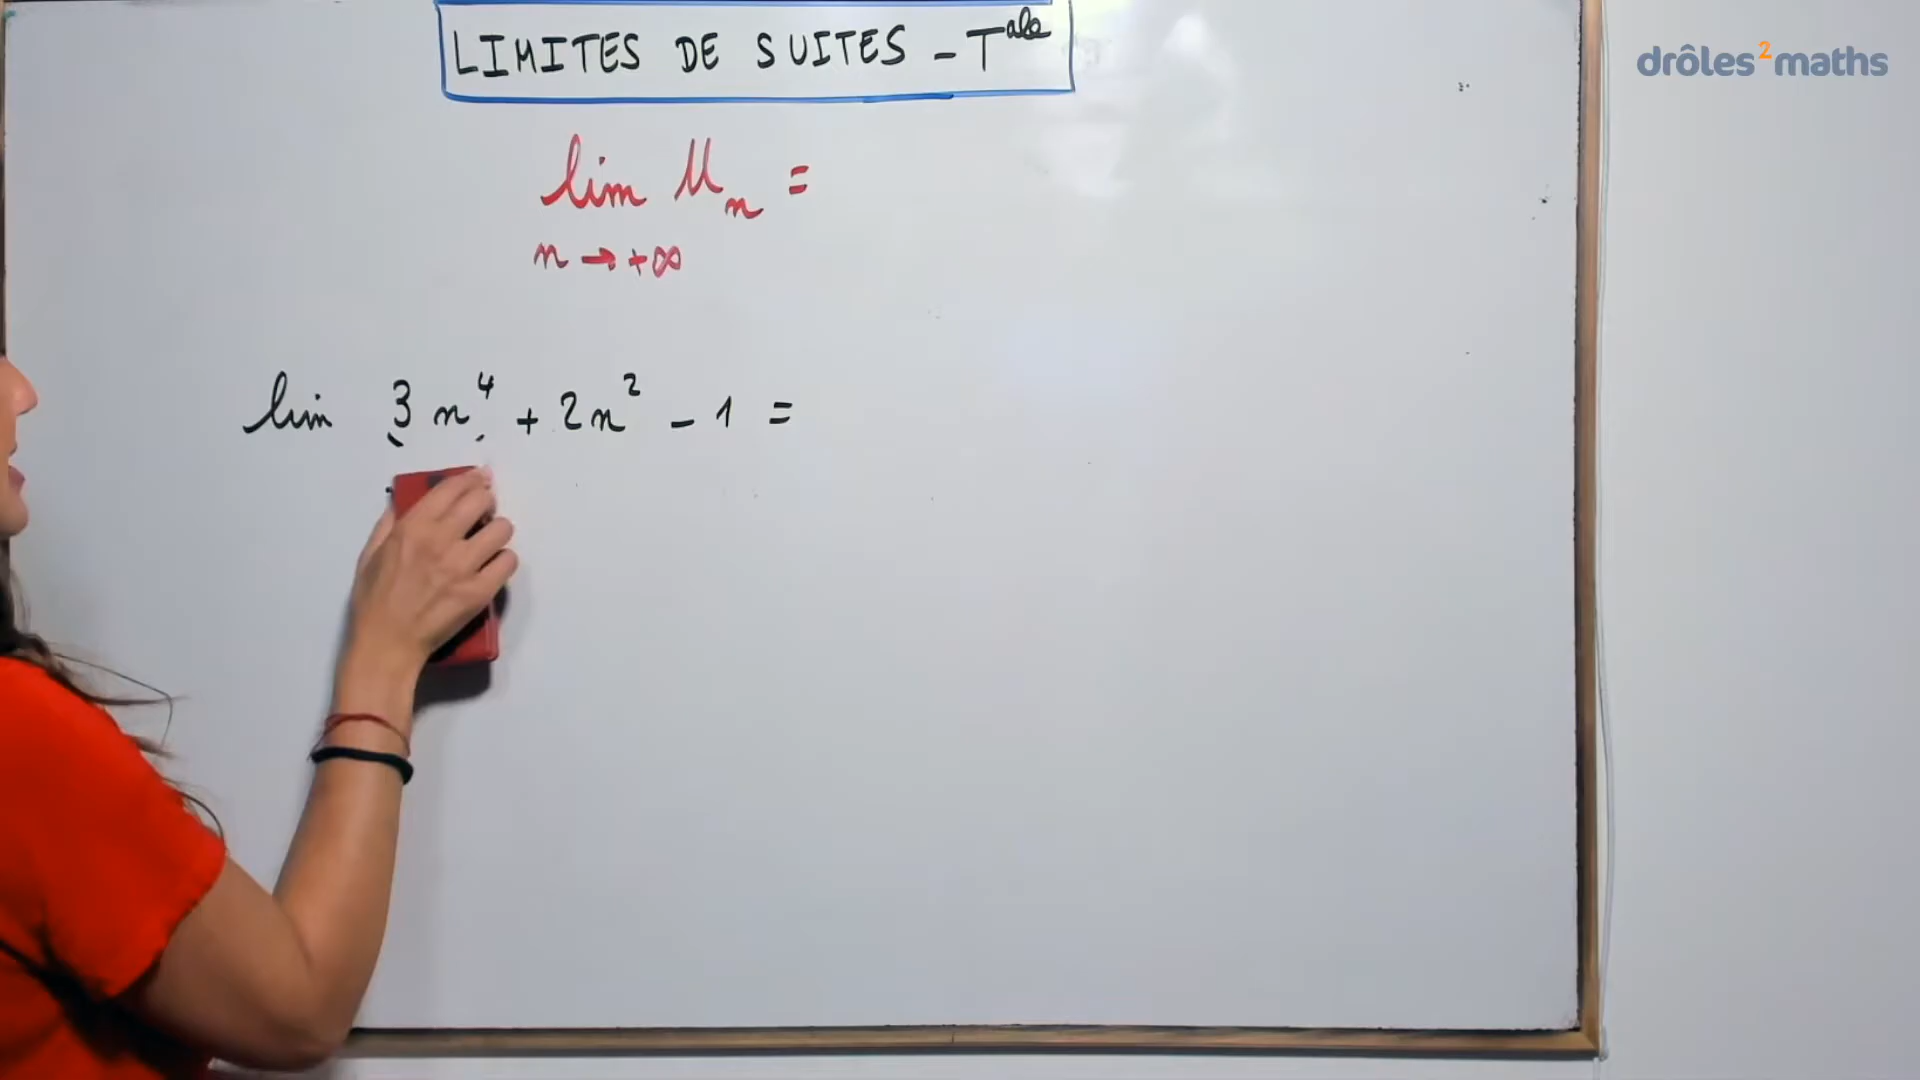 LIMITES DE SUITES - Tale
drôles2maths
lim Un =
n → +∞
lim 3n⁴ + 2n² - 1 =